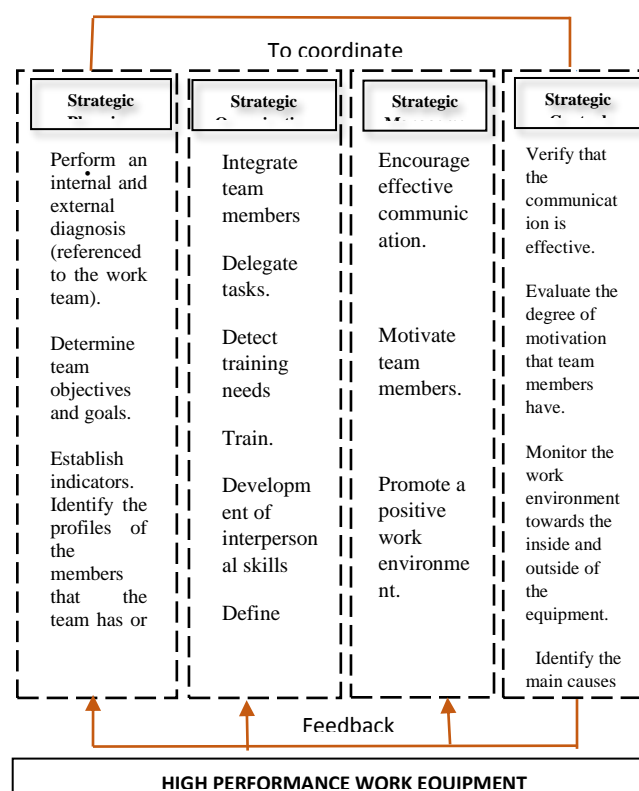 To coordinate
Strategic
Perform an
internal and
external
diagnosis
(referenced
to the work
team).
Determine
team
objectives
and goals.
Establish
indicators.
Identify the
profiles of
the
members
that the
team has or
Strategic
Integrate
team
members
Delegate
tasks.
Detect
training
needs
Train.
Developm
ent of
interperson
al skills
Define
Strategic
Encourage
effective
communic
ation.
Motivate
team
members.
Promote a
positive
work
environme
nt.
Strategic
Verify that
the
communicat
ion is
effective.
Evaluate the
degree of
motivation
that team
members
have.
Monitor the
work
environment
towards the
inside and
outside of
the
equipment.
Identify the
main causes
Feedback
HIGH PERFORMANCE WORK EQUIPMENT